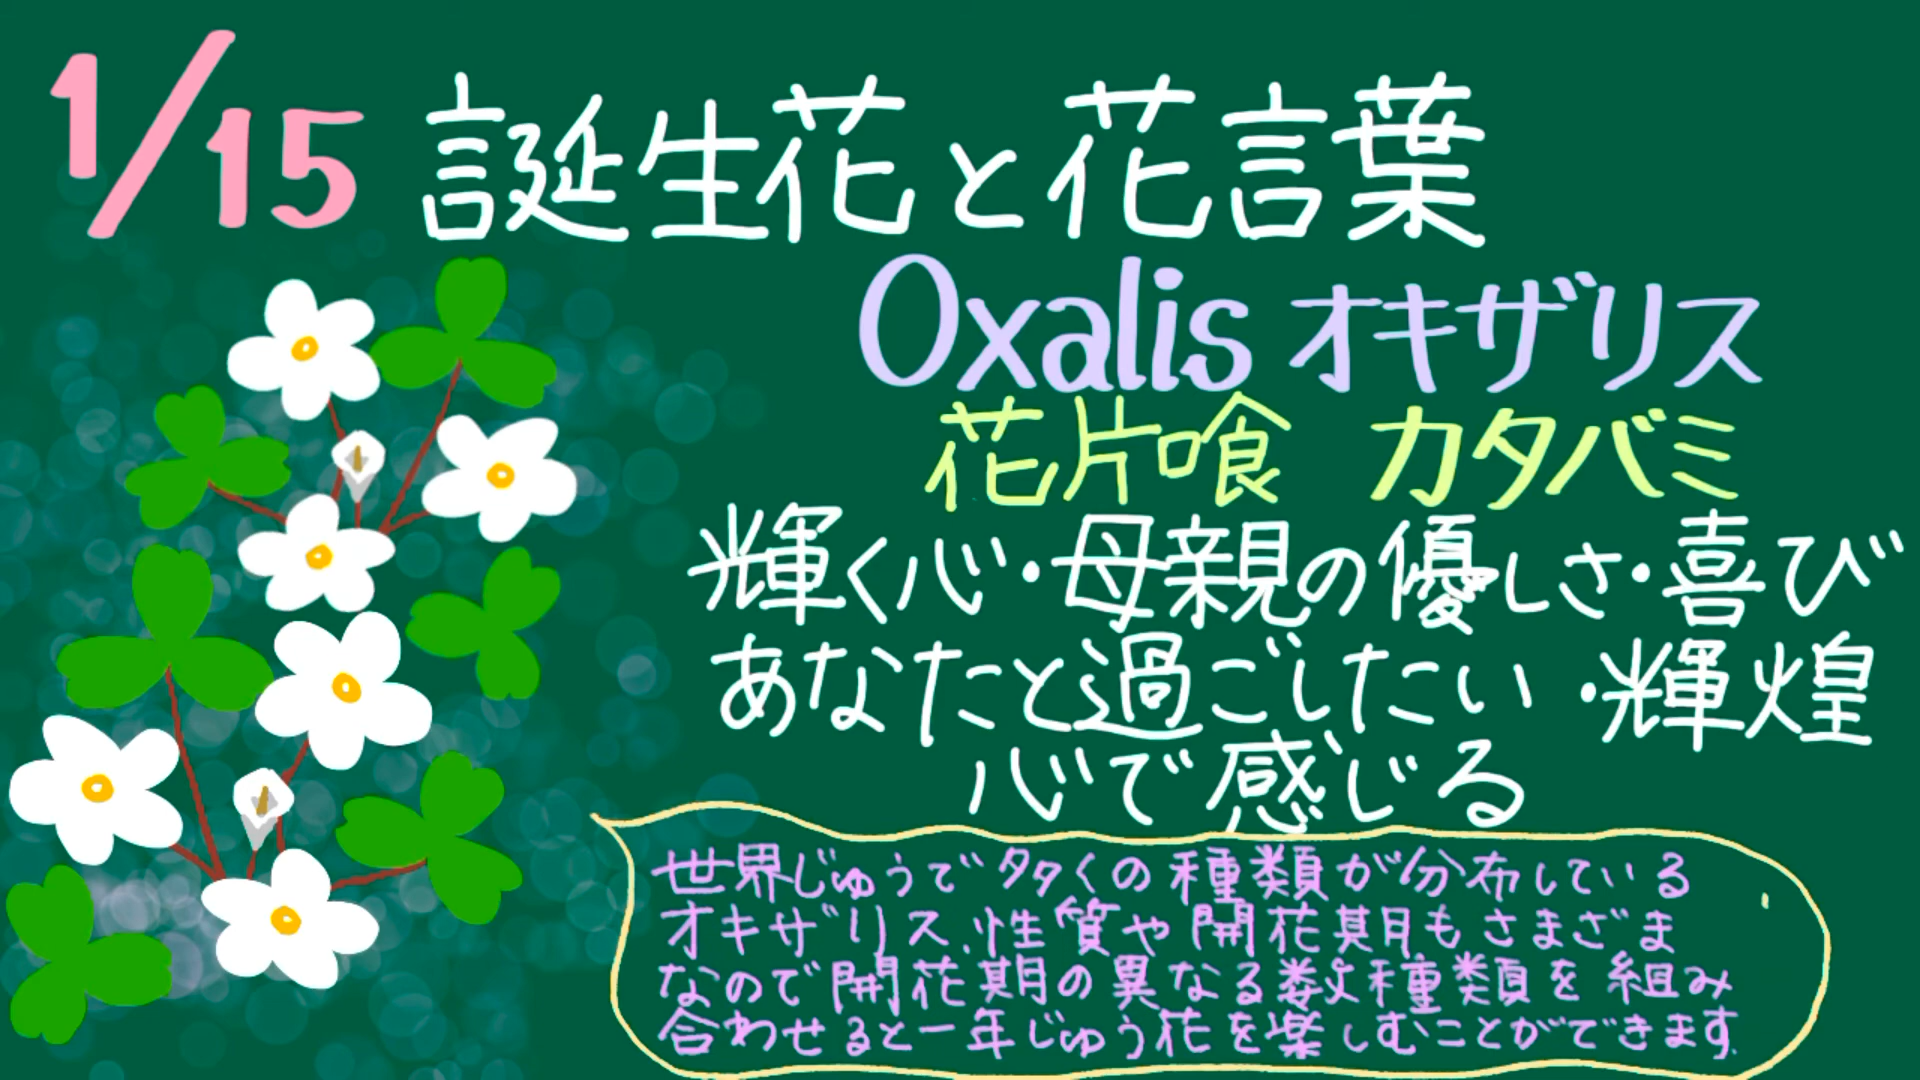 1/15 誕生花と花言葉
Oxalis オキザリス
花片喰 カタバミ
輝く心・母親の優しさ・喜び
あなたと過ごしたい・輝煌
心で感じる
世界じゅうで多くの種類が分布している
オキザリス、性質や開花期もさまざま
なので開花期の異なる数種類を組み
合わせると一年じゅう花を楽しむことができます